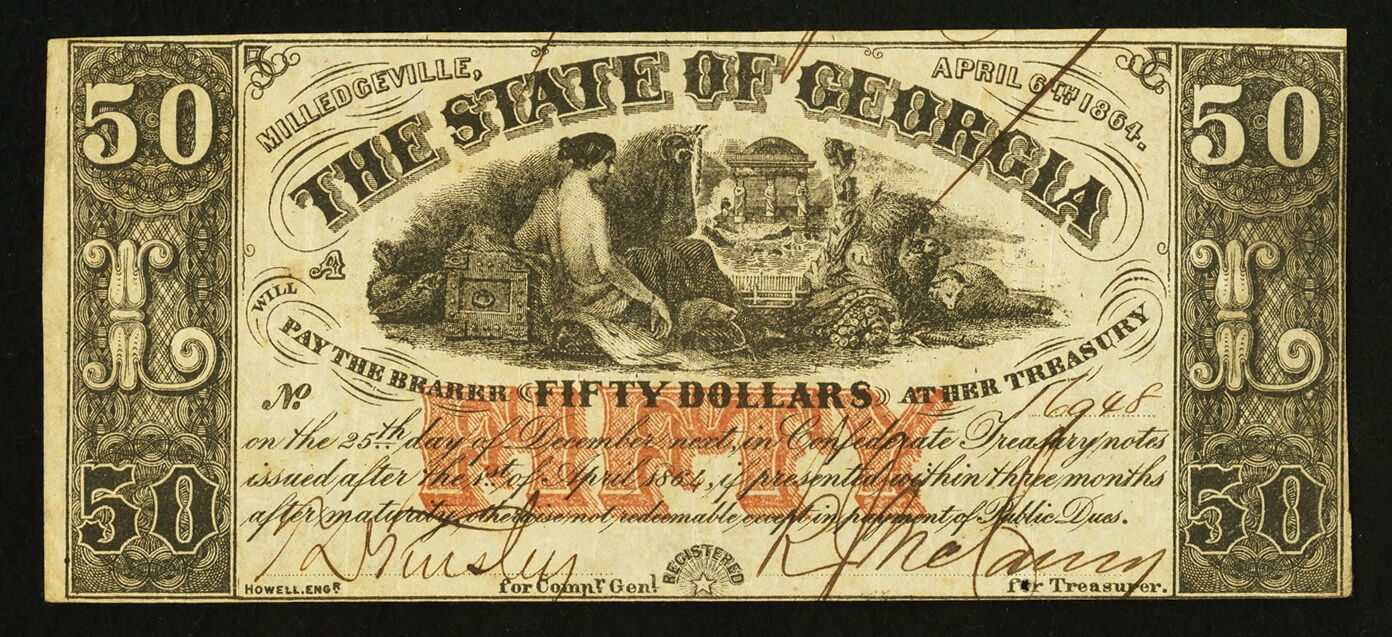 50
50
MILLEDGEVILLE,
APRIL 6TH 1864.
THE STATE OF GEORGIA
A
L
L
WILL
PAY THE BEARER FIFTY DOLLARS AT HER TREASURY
No. 16948
FIFTY
on the 25th day of December next, in Confederate Treasury notes
issued after the 1st of April 1864, if presented within three months
after maturity, otherwise not redeemable except in payment of Public Dues.
for Compr. Genl.
REGISTERED
for Treasurer.
HOWELL. ENGR.
50
50